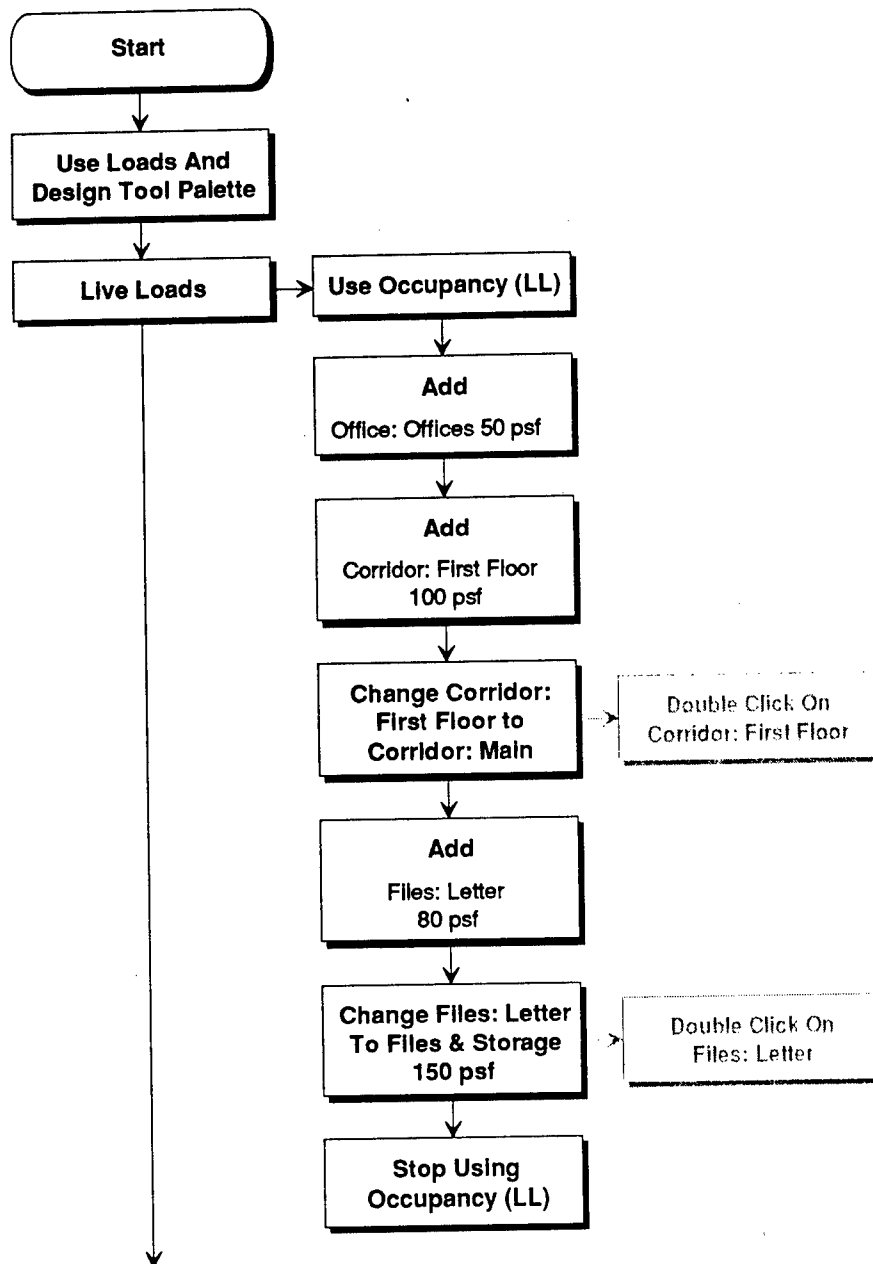 Start
Use Loads And
Design Tool Palette
Live Loads
Use Occupancy (LL)
Add
Office: Offices 50 psf
Add
Corridor: First Floor
100 psf
Change Corridor:
First Floor to
Corridor: Main
Double Click On
Corridor: First Floor
Add
Files: Letter
80 psf
Change Files: Letter
To Files & Storage
150 psf
Double Click On
Files: Letter
Stop Using
Occupancy (LL)